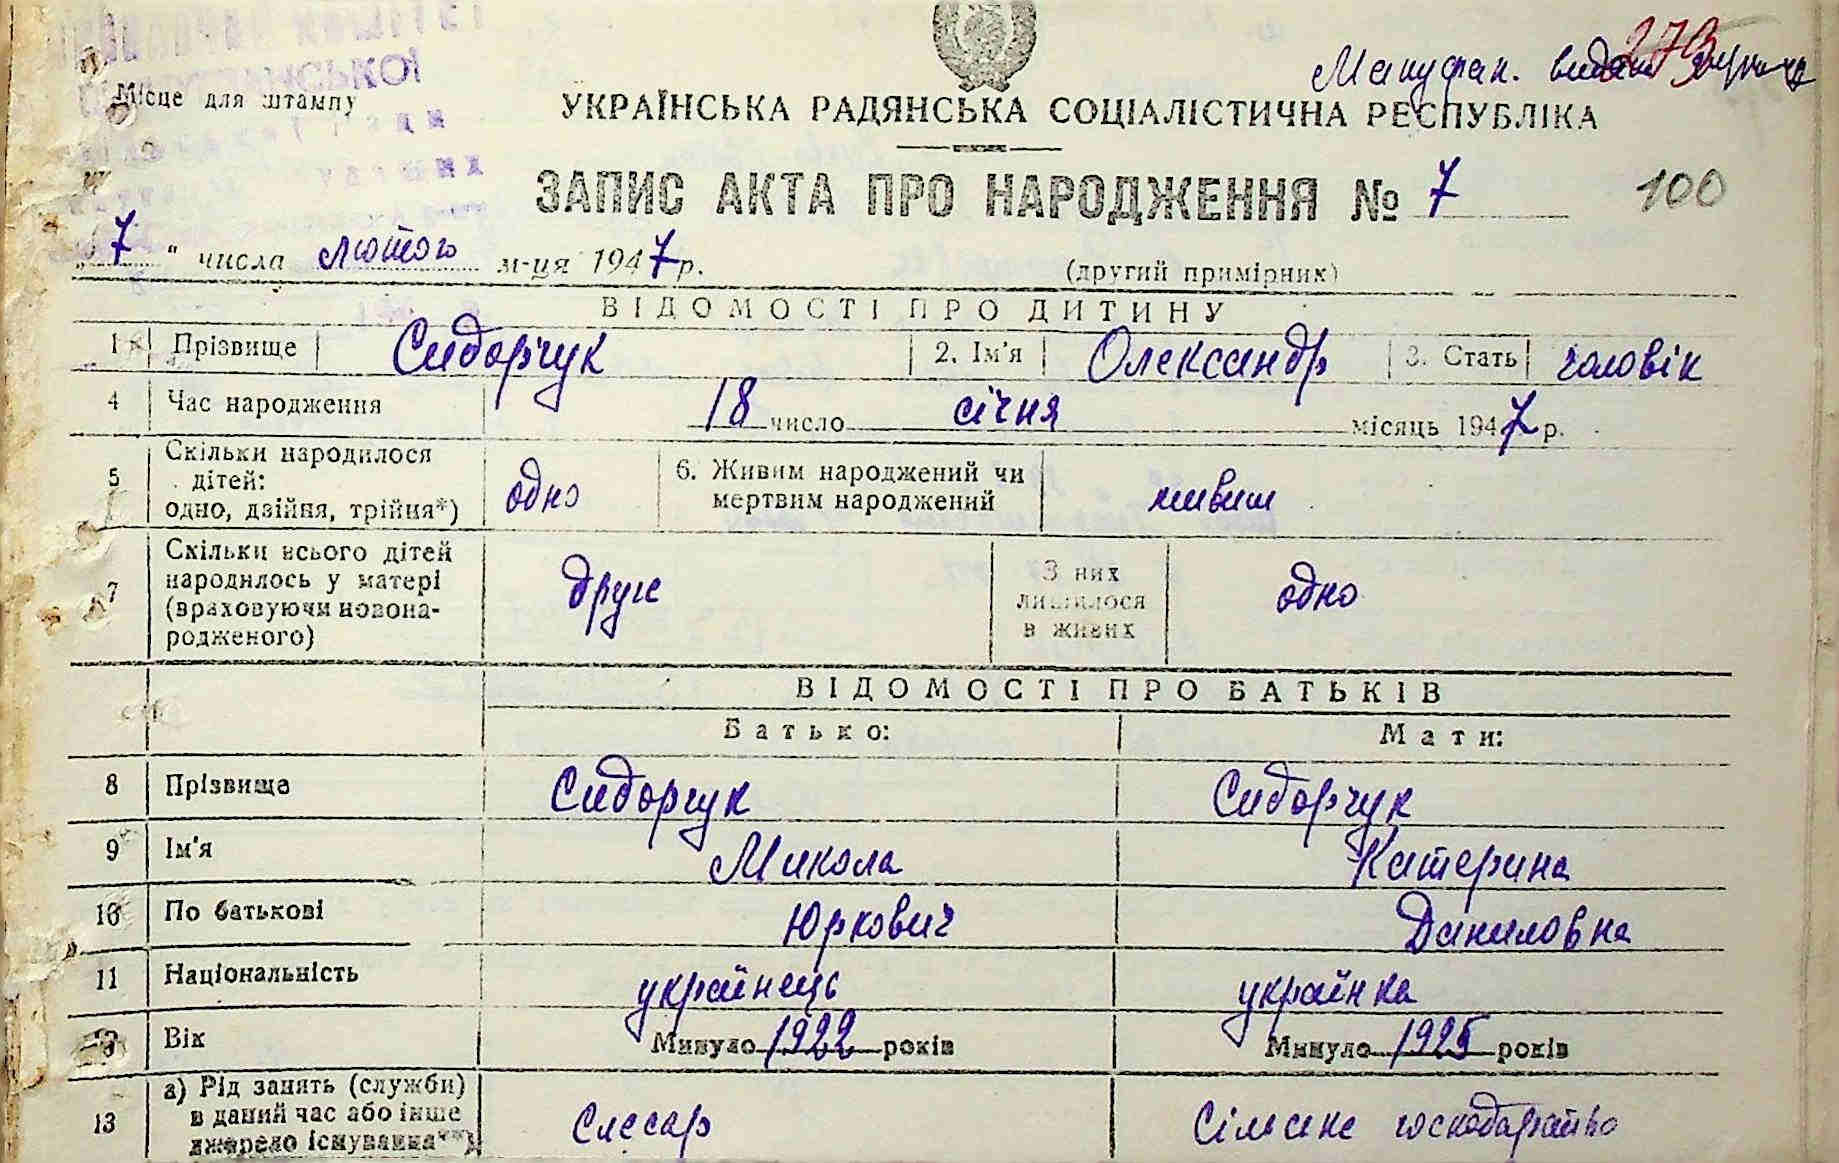 273
Мануфак. видано
Місце для штампу
УКРАЇНСЬКА РАДЯНСЬКА СОЦІАЛІСТИЧНА РЕСПУБЛІКА
ЗАПИС АКТА ПРО НАРОДЖЕННЯ № 7
100
„7“ числа лютого м-ця 1947 р. (другий примірник)
ВІДОМОСТІ ПРО ДИТИНУ
1 Прізвище Сидорчук 2. Ім'я Олександр 3. Стать чоловік
4 Час народження 18 число січня місяць 1947 р.
5 Скільки народилося дітей: одно, двійня, трійня*) одно 6. Живим народжений чи мертвим народжений живим
7 Скільки всього дітей народилось у матері (враховуючи новонародженого) друге З них лишилося в живих одно
ВІДОМОСТІ ПРО БАТЬКІВ
Батько: Мати:
8 Прізвища Сидорчук Сидорчук
9 Ім'я Микола Катерина
10 По батькові Юркович Даниловна
11 Національність українець українка
Вік Минуло 1922 років Минуло 1925 років
13 а) Рід занять (служби) в даний час або інше джерело існування**) Слесар Сільське господарство